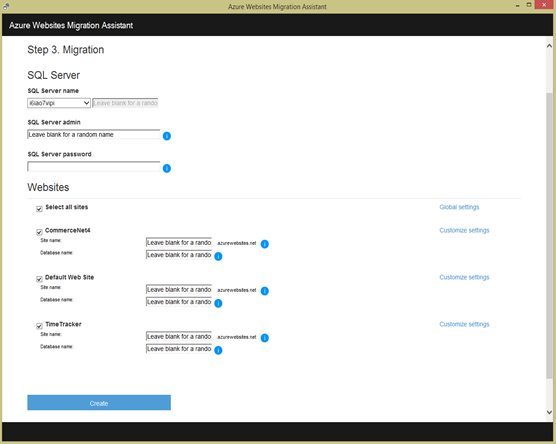 Azure Websites Migration Assistant
Azure Websites Migration Assistant
Step 3. Migration
SQL Server
SQL Server name
i6iao7vipi Leave blank for a rando
SQL Server admin
Leave blank for a random name
SQL Server password
Websites
Select all sites Global settings
CommerceNet4 Customize settings
Site name: Leave blank for a rando .azurewebsites.net
Database name: Leave blank for a rando
Default Web Site Customize settings
Site name: Leave blank for a rando .azurewebsites.net
Database name: Leave blank for a rando
TimeTracker Customize settings
Site name: Leave blank for a rando .azurewebsites.net
Database name: Leave blank for a rando
Create